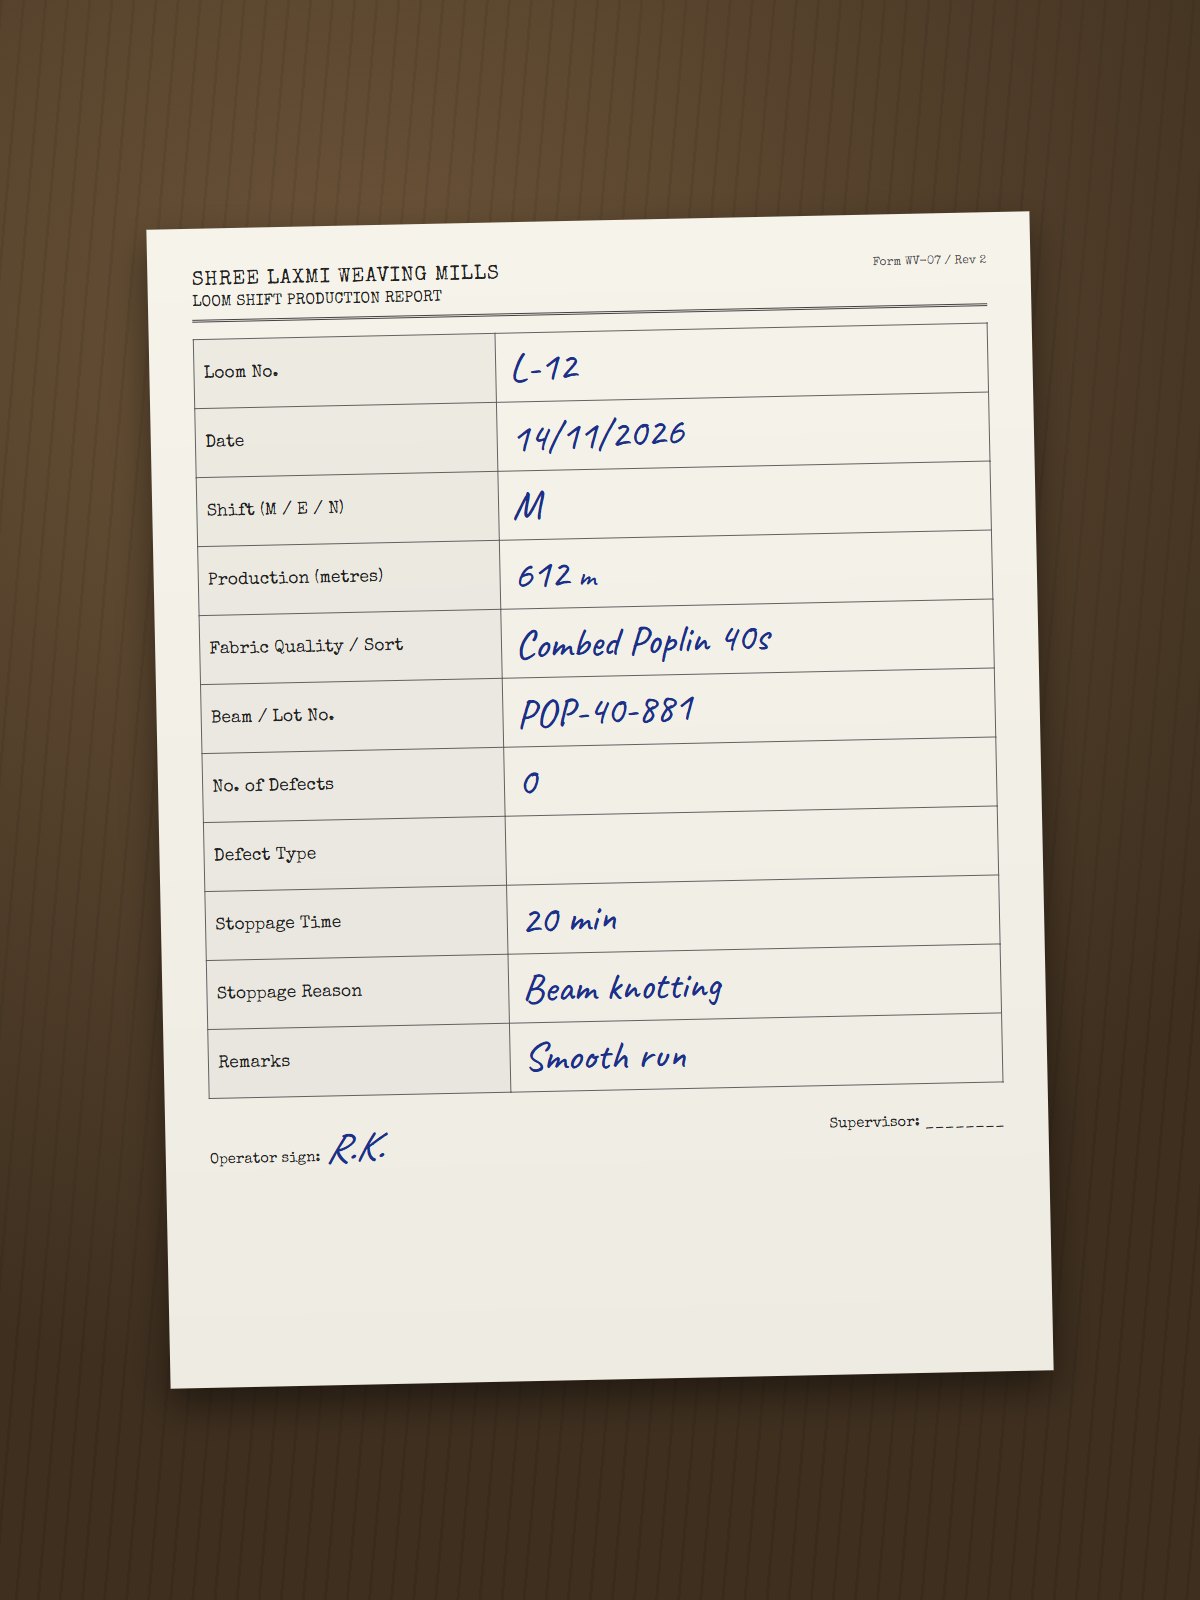 SHREE LAXMI WEAVING MILLS
Form WV-07 / Rev 2
LOOM SHIFT PRODUCTION REPORT
Loom No. L-12
Date 14/11/2026
Shift (M / E / N) M
Production (metres) 612 m
Fabric Quality / Sort Combed Poplin 40s
Beam / Lot No. POP-40-881
No. of Defects 0
Defect Type
Stoppage Time 20 min
Stoppage Reason Beam knotting
Remarks Smooth run
Supervisor: ________
Operator sign: R.K.